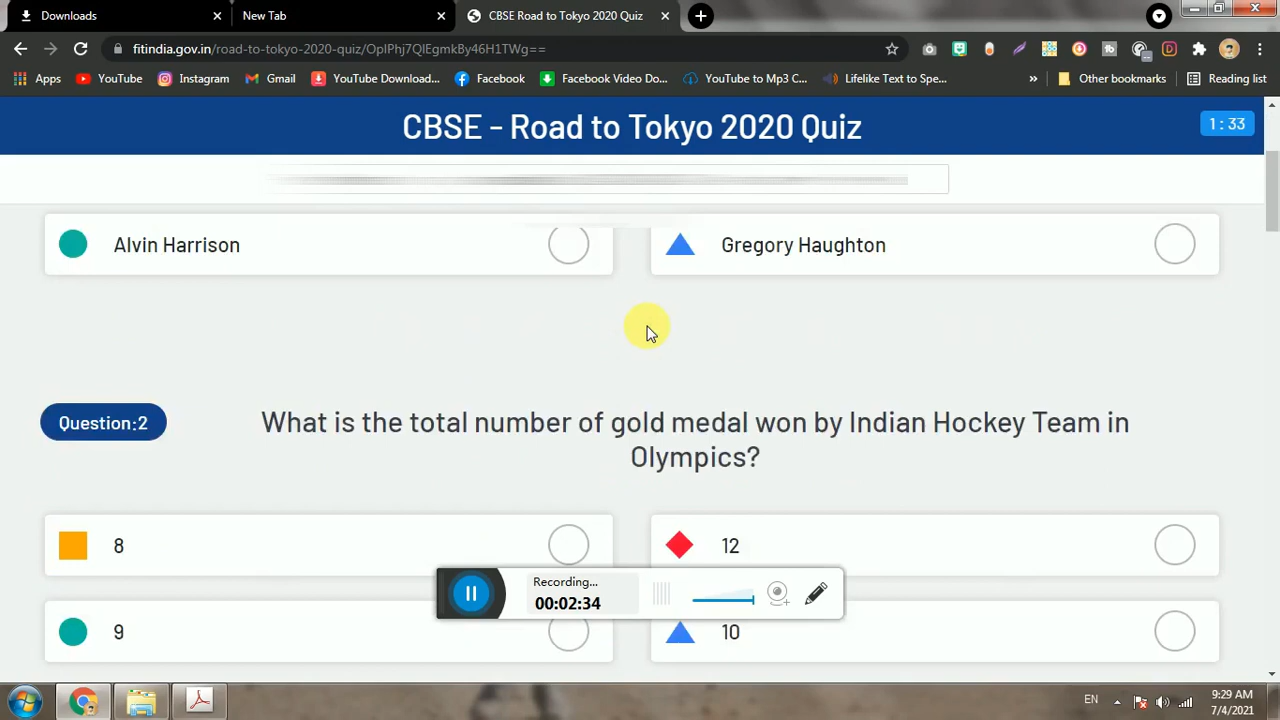 Downloads
New Tab
CBSE Road to Tokyo 2020 Quiz
fitindia.gov.in/road-to-tokyo-2020-quiz/OpIPhj7QlEgmkBy46H1TWg==
Apps
YouTube
Instagram
Gmail
YouTube Download...
Facebook
Facebook Video Do...
YouTube to Mp3 C...
Lifelike Text to Spe...
»
Other bookmarks
Reading list
CBSE - Road to Tokyo 2020 Quiz
1 : 33
Alvin Harrison
Gregory Haughton
Question:2
What is the total number of gold medal won by Indian Hockey Team in
Olympics?
8
12
Recording...
00:02:34
9
10
EN
9:29 AM
7/4/2021